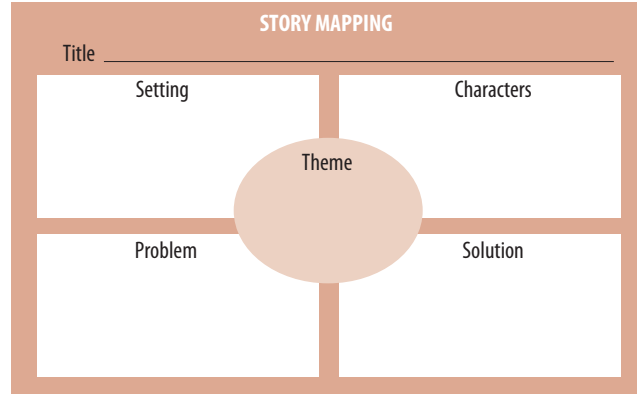 STORY MAPPING
Title
Setting
Characters
Theme
Problem
Solution